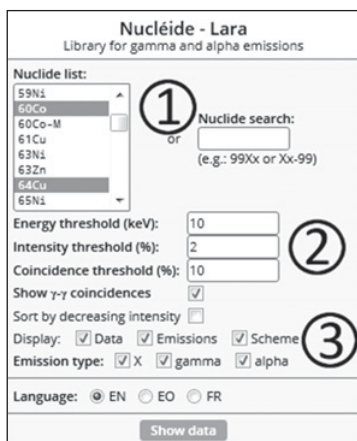 Nucléide - Lara
Library for gamma and alpha emissions
Nuclide list:
59Ni
60Co
60Co-M
61Cu
63Ni
63Zn
64Cu
65Ni
1
or
Nuclide search:
(e.g.: 99Xx or Xx-99)
Energy threshold (keV): 10
Intensity threshold (%): 2
Coincidence threshold (%): 10
2
Show γ-γ coincidences
Sort by decreasing intensity
Display: Data Emissions Scheme
3
Emission type: X gamma alpha
Language: EN EO FR
Show data